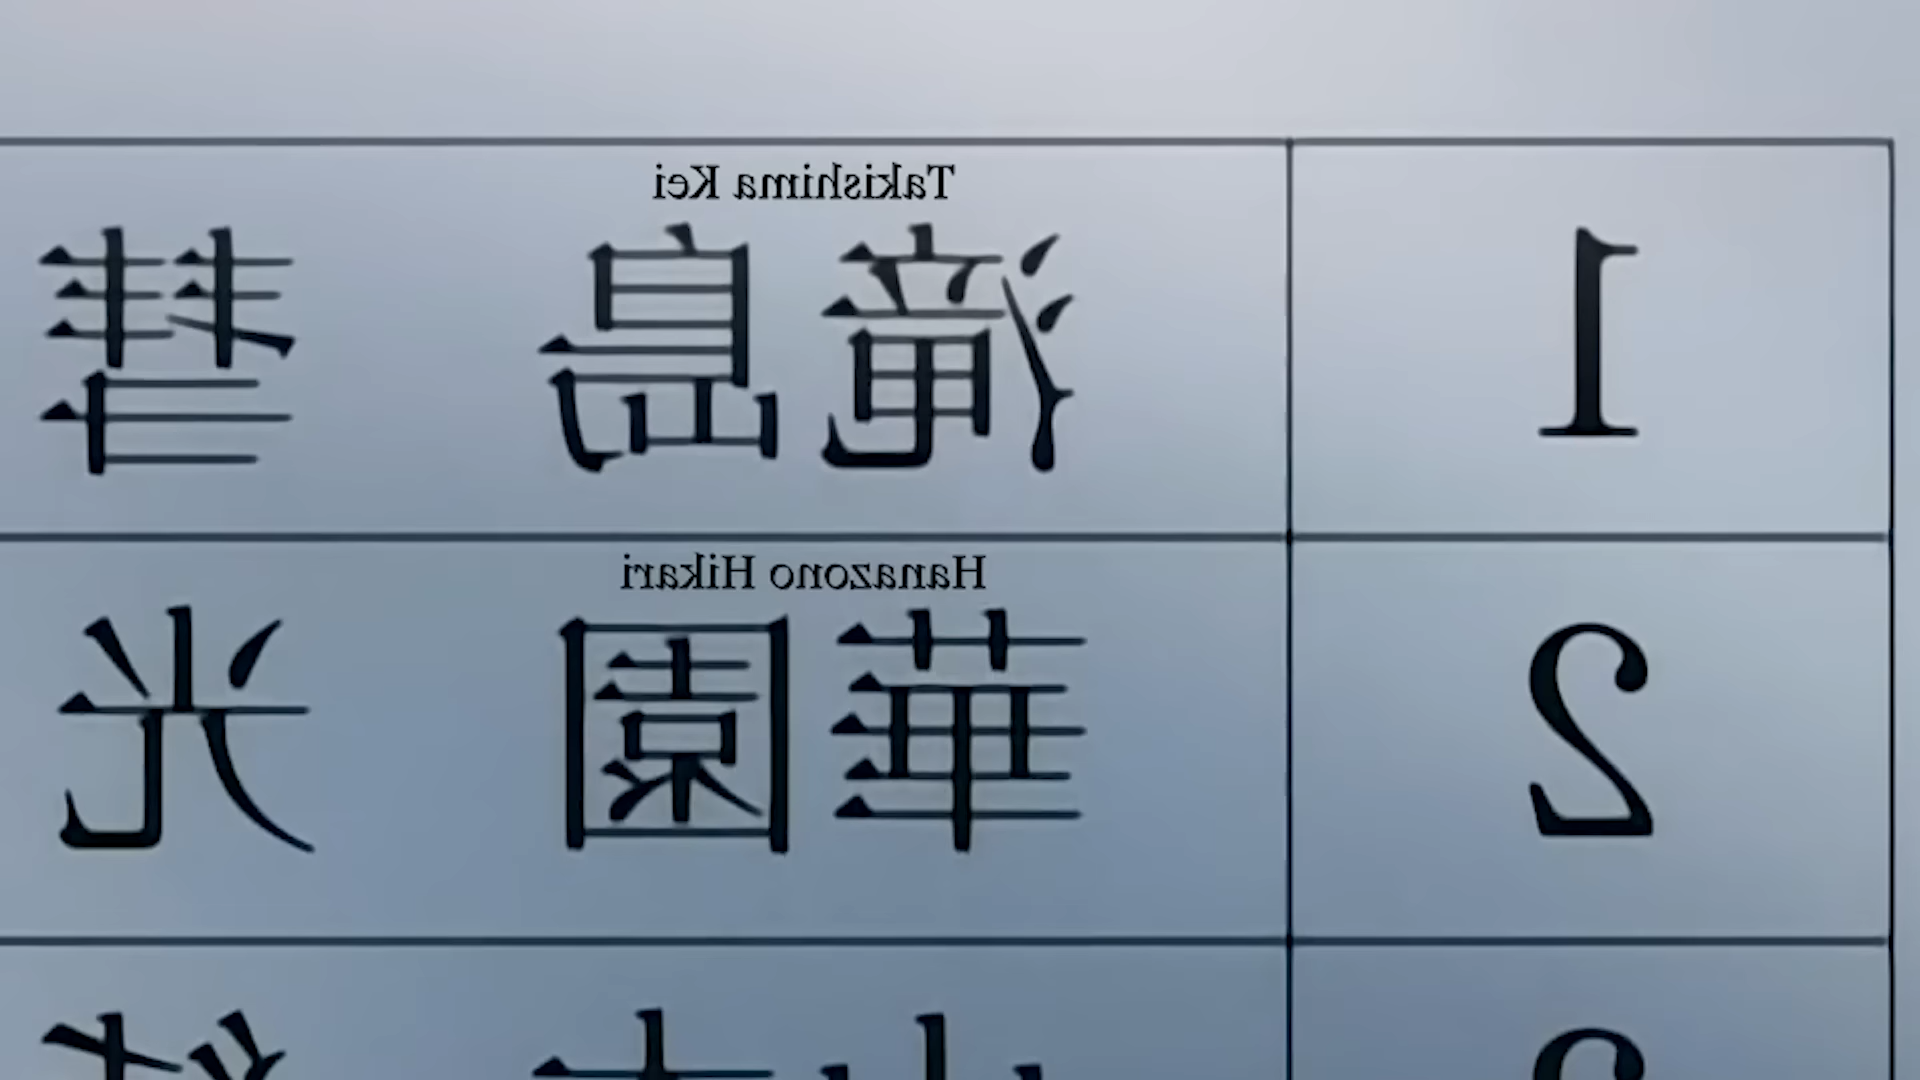 1
Takishima Kei
滝島 彗
2
Hanazono Hikari
華園 光